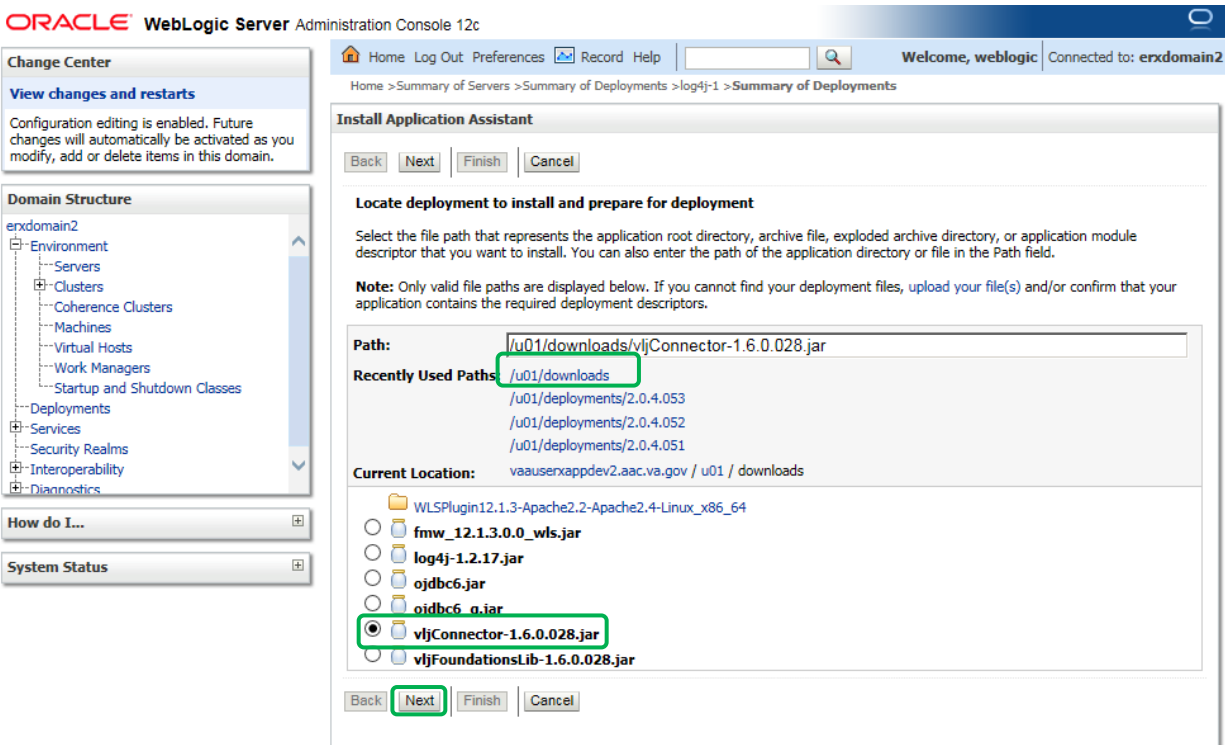 ORACLE WebLogic Server Administration Console 12c
Change Center
View changes and restarts
Configuration editing is enabled. Future
changes will automatically be activated as you
modify, add or delete items in this domain.
Domain Structure
erxdomain2
Environment
Servers
Clusters
Coherence Clusters
Machines
Virtual Hosts
Work Managers
Startup and Shutdown Classes
Deployments
Services
Security Realms
Interoperability
Diagnostics
How do I...
System Status
Home Log Out Preferences Record Help
Welcome, weblogic Connected to: erxdomain2
Home >Summary of Servers >Summary of Deployments >log4j-1 >Summary of Deployments
Install Application Assistant
Back Next Finish Cancel
Locate deployment to install and prepare for deployment
Select the file path that represents the application root directory, archive file, exploded archive directory, or application module
descriptor that you want to install. You can also enter the path of the application directory or file in the Path field.
Note: Only valid file paths are displayed below. If you cannot find your deployment files, upload your file(s) and/or confirm that your
application contains the required deployment descriptors.
Path: /u01/downloads/vljConnector-1.6.0.028.jar
Recently Used Paths: /u01/downloads
/u01/deployments/2.0.4.053
/u01/deployments/2.0.4.052
/u01/deployments/2.0.4.051
Current Location: vaauserxappdev2.aac.va.gov / u01 / downloads
WLSPlugin12.1.3-Apache2.2-Apache2.4-Linux_x86_64
fmw_12.1.3.0.0_wls.jar
log4j-1.2.17.jar
ojdbc6.jar
ojdbc6_g.jar
vljConnector-1.6.0.028.jar
vljFoundationsLib-1.6.0.028.jar
Back Next Finish Cancel